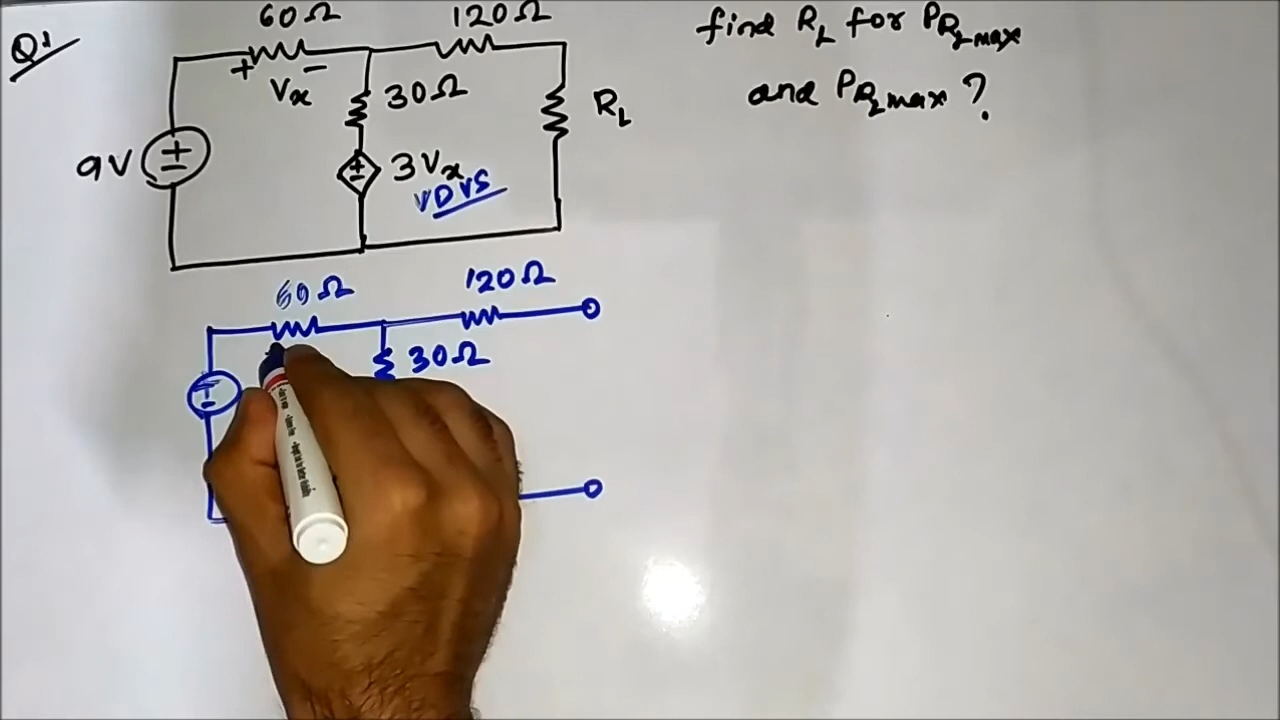 Q1
60Ω
120Ω
find RL for PRLmax
and PRLmax ?
+ Vx -
30Ω
RL
9V
+
-
+
-
3Vx
VDVS
60Ω
120Ω
30Ω
+
-